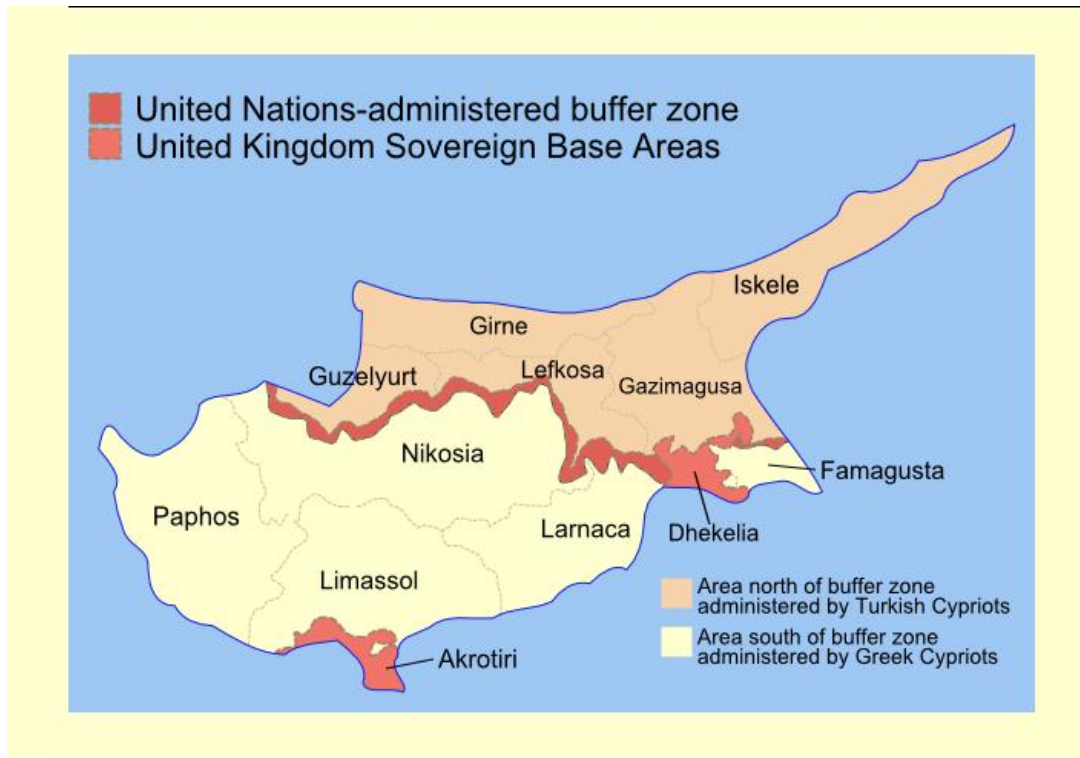 United Nations-administered buffer zone
United Kingdom Sovereign Base Areas
Iskele
Girne
Lefkosa
Guzelyurt
Gazimagusa
Nikosia
Famagusta
Paphos
Larnaca
Dhekelia
Limassol
Area north of buffer zone
administered by Turkish Cypriots
Area south of buffer zone
administered by Greek Cypriots
Akrotiri